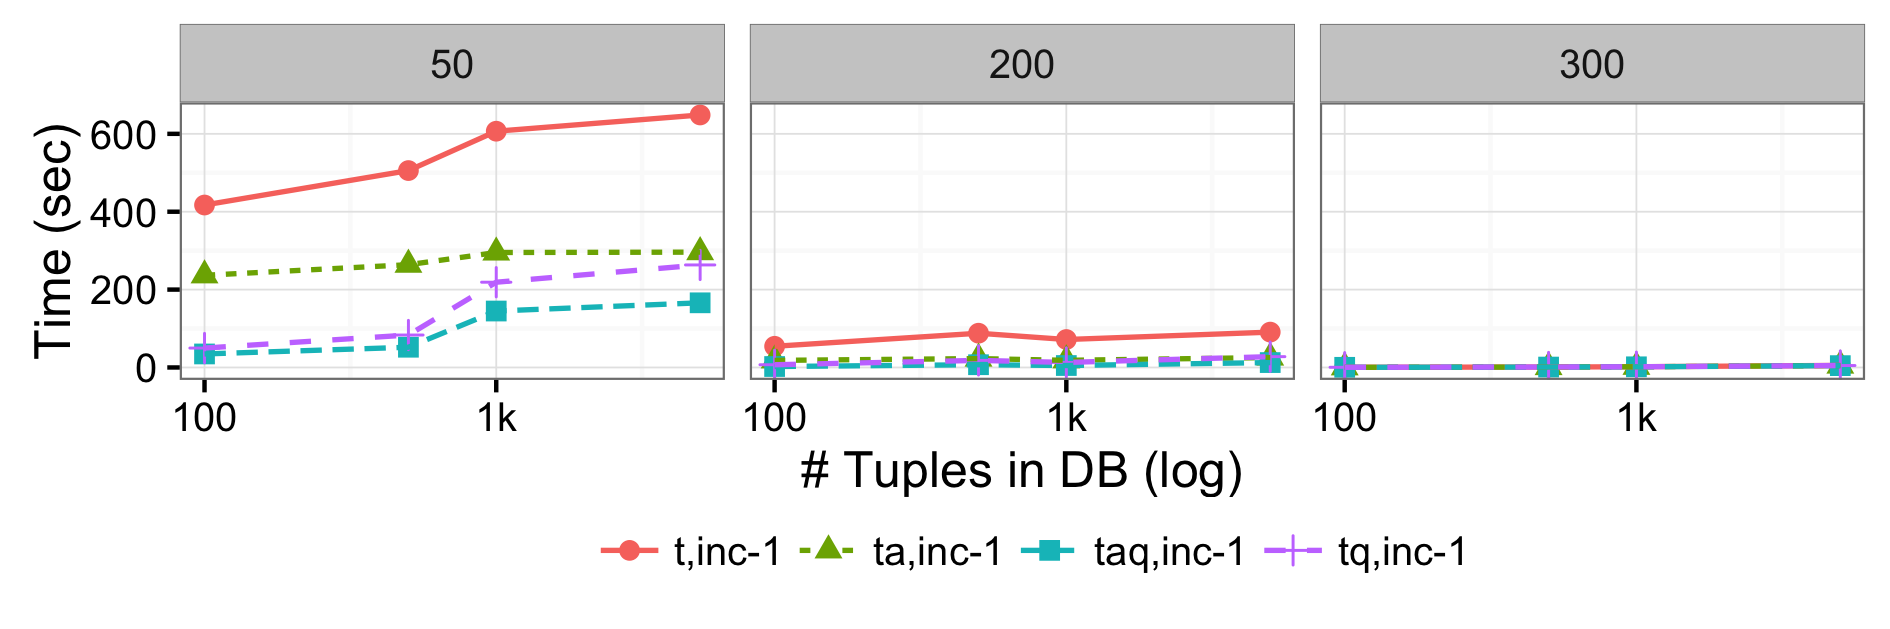 50 200 300
Time (sec)
600
400
200
0
100 1k 100 1k 100 1k
# Tuples in DB (log)
t,inc-1 ta,inc-1 taq,inc-1 tq,inc-1